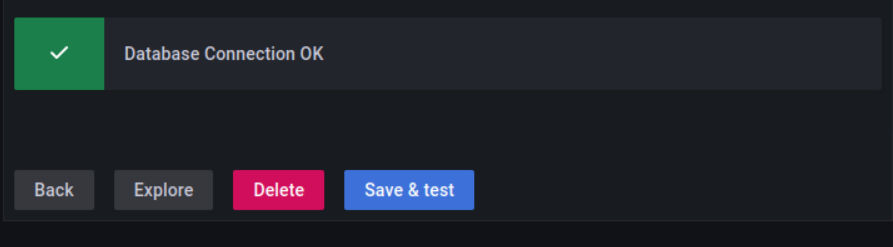 Database Connection OK
Back Explore Delete Save & test